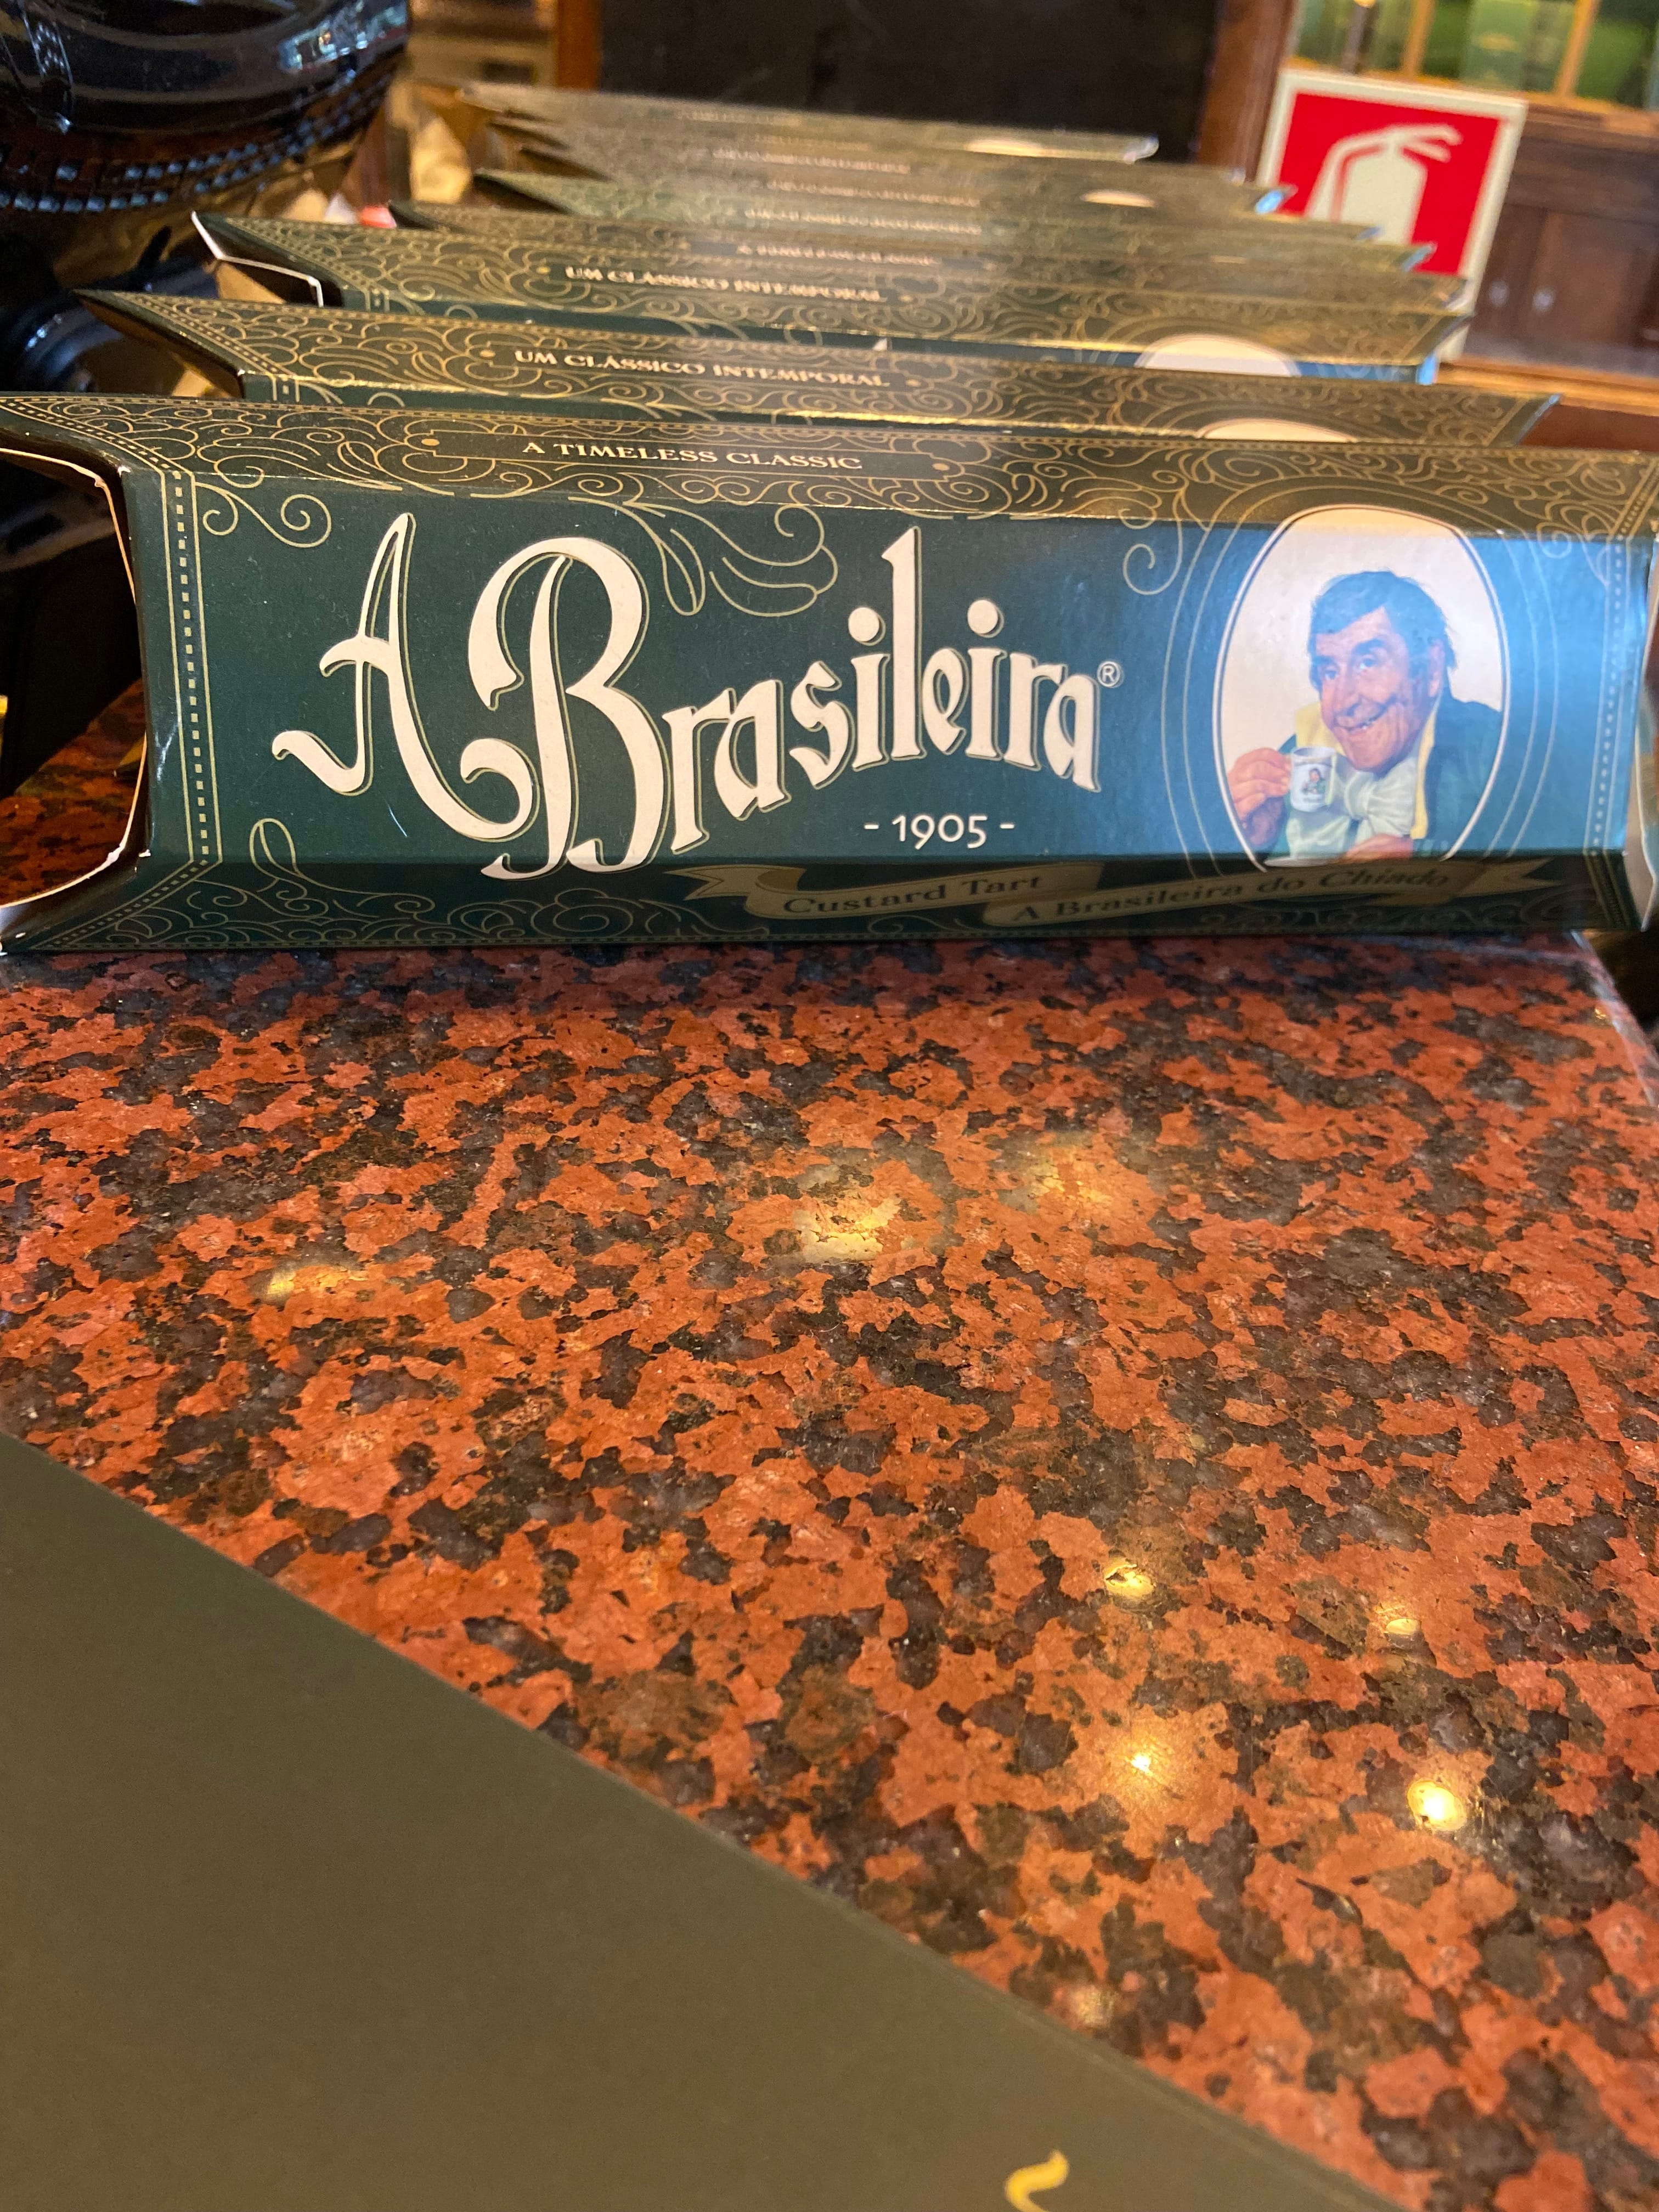 UM CLÁSSICO INTEMPORAL
UM CLÁSSICO INTEMPORAL
A TIMELESS CLASSIC
A Brasileira®
- 1905 -
Custard Tart
A Brasileira do Chiado